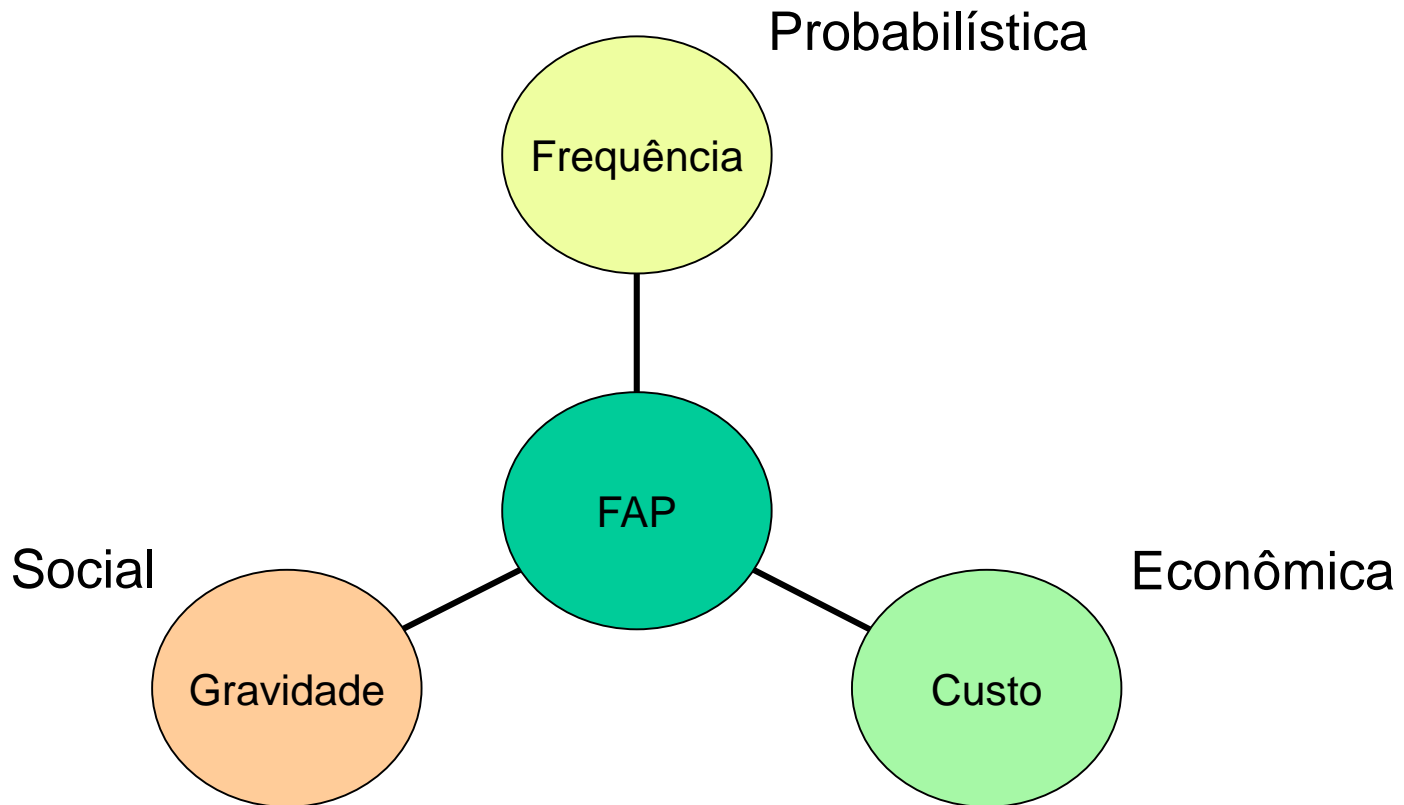 Probabilística
Frequência
FAP
Social
Econômica
Gravidade
Custo